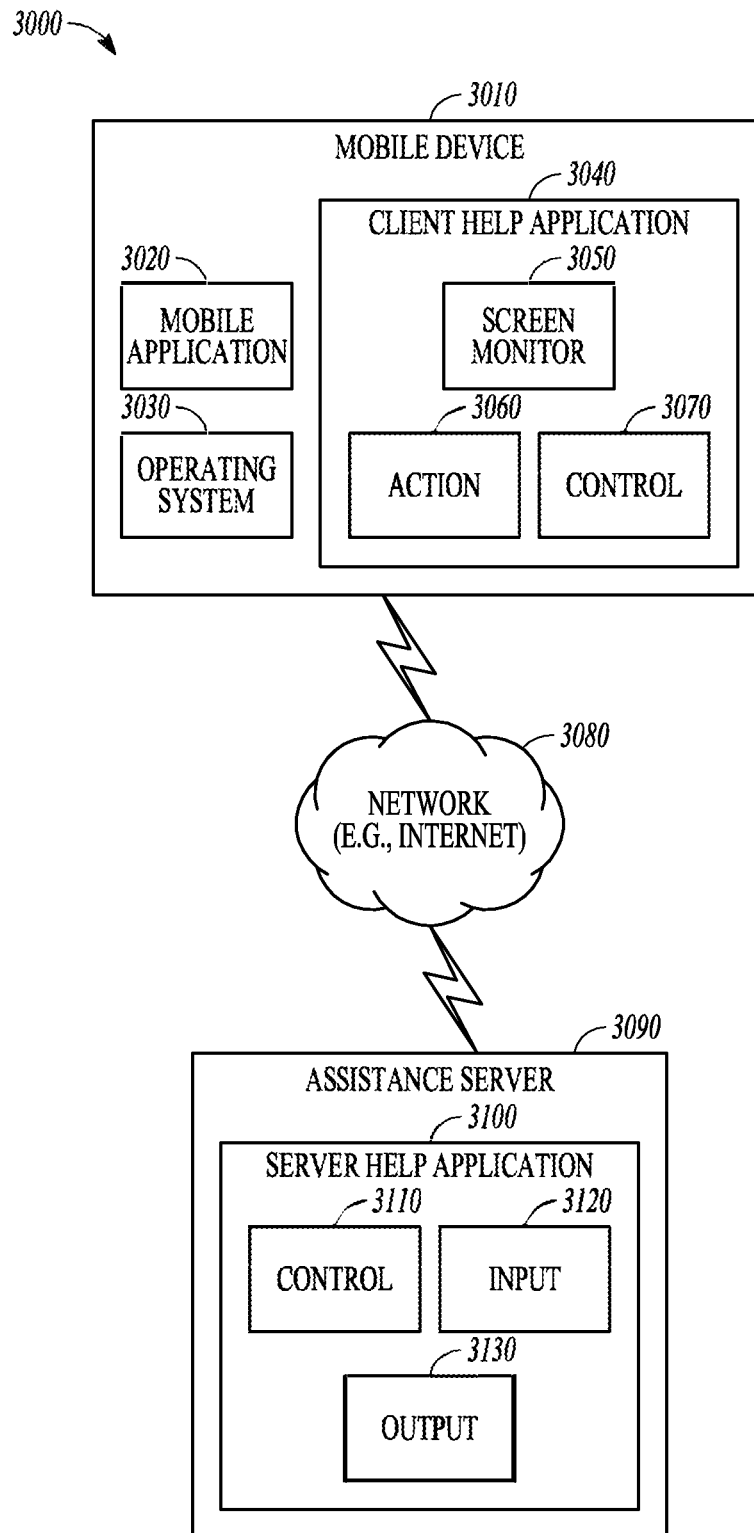 3000
3010
MOBILE DEVICE
3040
CLIENT HELP APPLICATION
3020
MOBILE
APPLICATION
3050
SCREEN
MONITOR
3030
OPERATING
SYSTEM
3060
ACTION
3070
CONTROL
3080
NETWORK
(E.G., INTERNET)
3090
ASSISTANCE SERVER
3100
SERVER HELP APPLICATION
3110
CONTROL
3120
INPUT
3130
OUTPUT